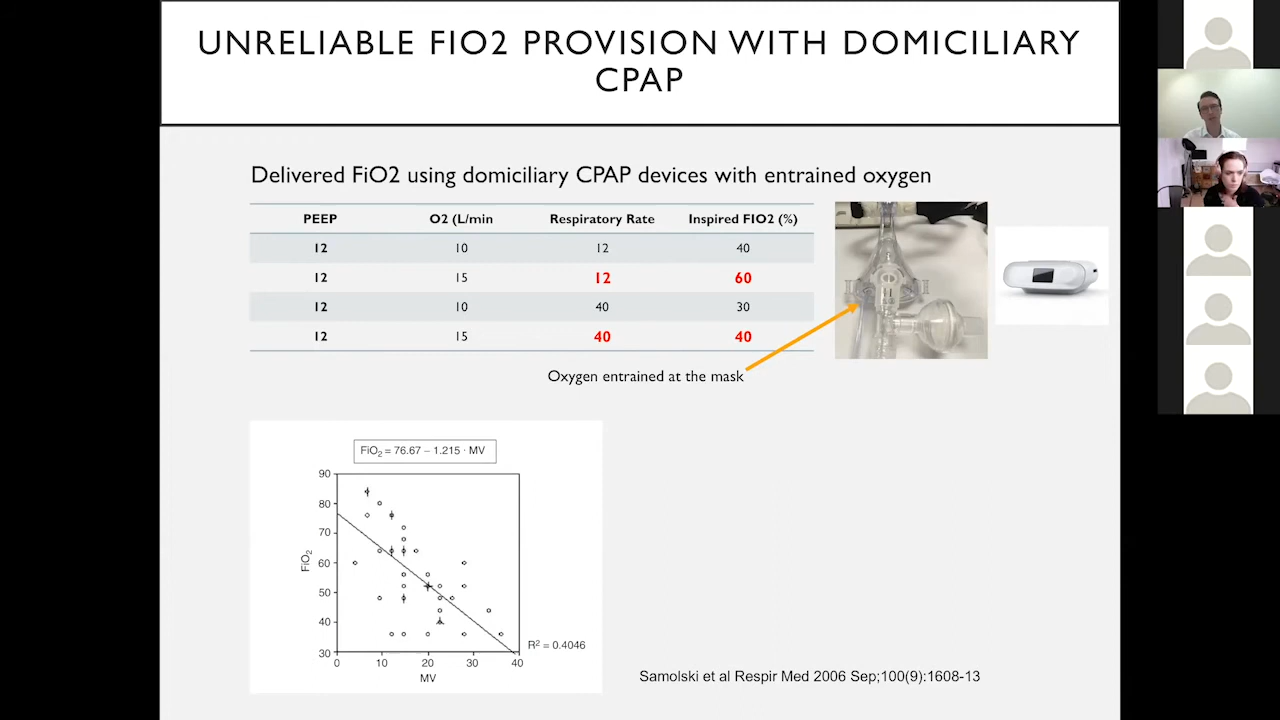 UNRELIABLE FIO2 PROVISION WITH DOMICILIARY
CPAP
Delivered FiO2 using domiciliary CPAP devices with entrained oxygen
PEEP O2 (L/min Respiratory Rate Inspired FIO2 (%)
12 10 12 40
12 15 12 60
12 10 40 30
12 15 40 40
Oxygen entrained at the mask
FiO2 = 76.67 – 1.215 · MV
90
80
70
60
50
40
30
FiO2
0 10 20 30 40
MV
R² = 0.4046
Samolski et al Respir Med 2006 Sep;100(9):1608-13